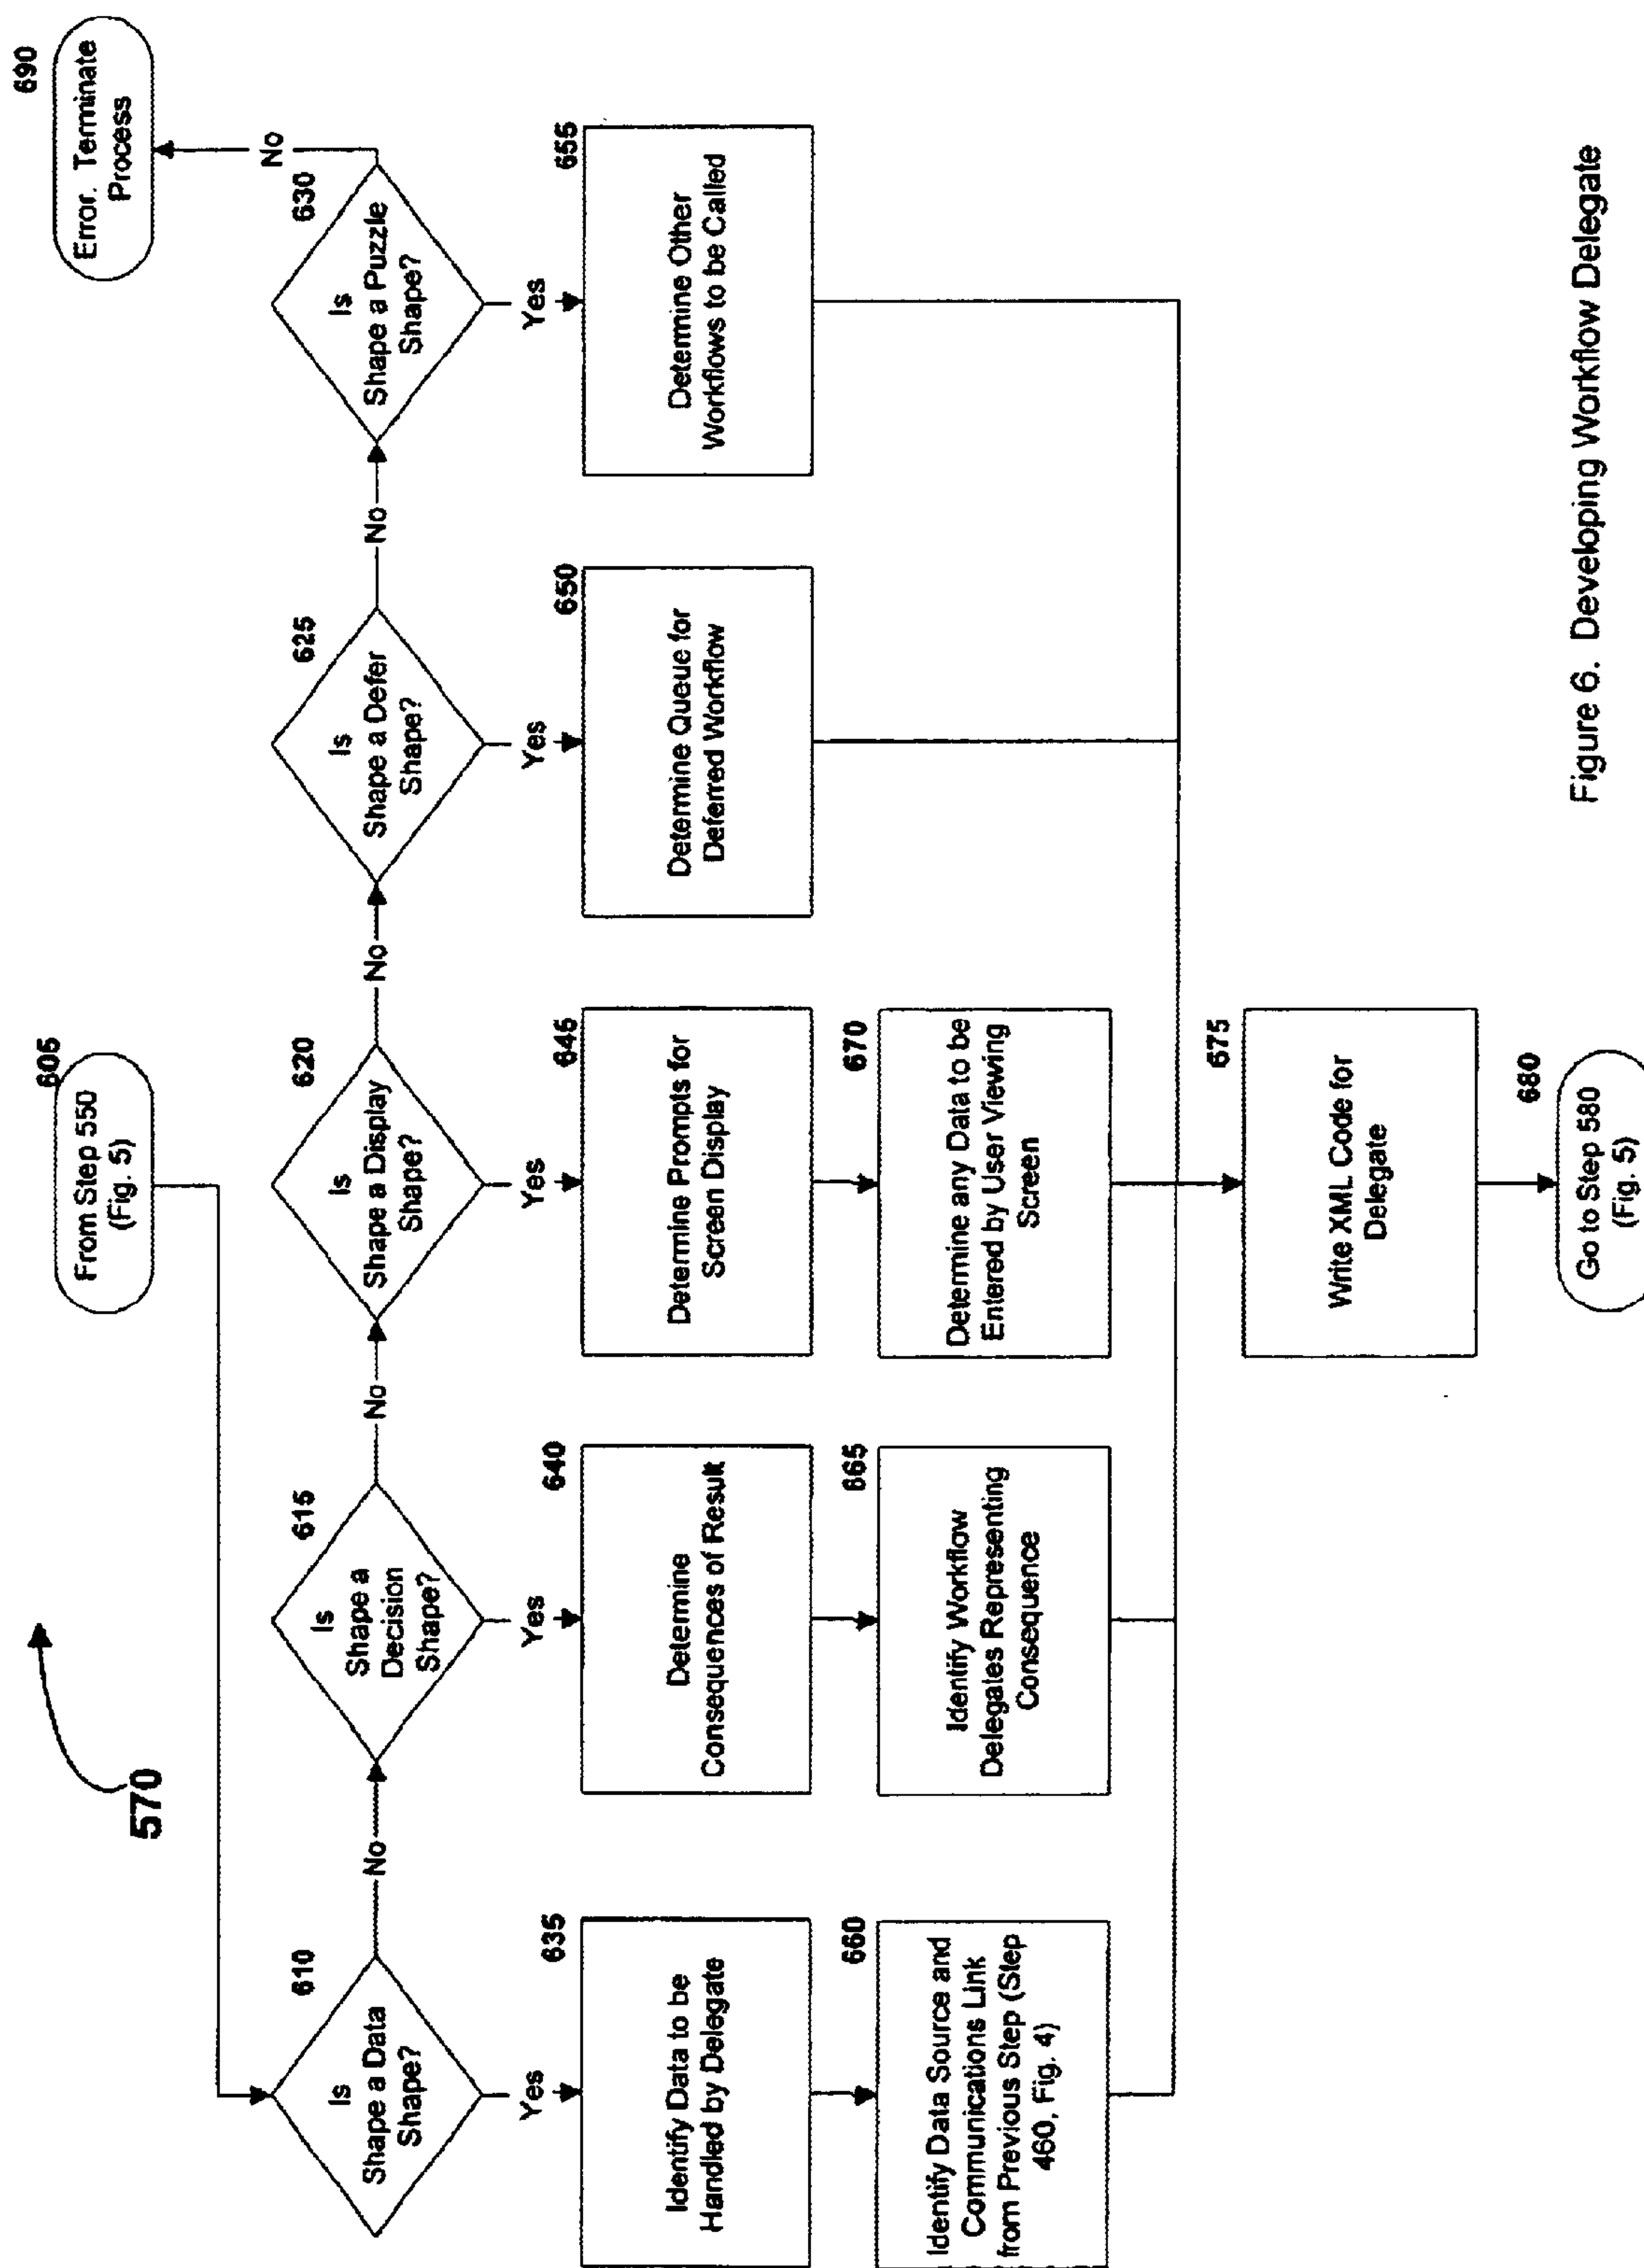 570
605
From Step 550
(Fig. 5)
610
Is
Shape a Data
Shape?
No
615
Is
Shape a
Decision
Shape?
No
620
Is
Shape a Display
Shape?
No
625
Is
Shape a Defer
Shape?
No
630
Is
Shape a Puzzle
Shape?
No
690
Error. Terminate
Process
Yes
Yes
Yes
Yes
Yes
635
Identify Data to be
Handled by Delegate
640
Determine
Consequences of Result
645
Determine Prompts for
Screen Display
650
Determine Queue for
Deferred Workflow
655
Determine Other
Workflows to be Called
660
Identify Data Source and
Communications Link
from Previous Step (Step
460, Fig. 4)
665
Identify Workflow
Delegates Representing
Consequence
670
Determine any Data to be
Entered by User Viewing
Screen
675
Write XML Code for
Delegate
680
Go to Step 580
(Fig. 5)
Figure 6. Developing Workflow Delegate